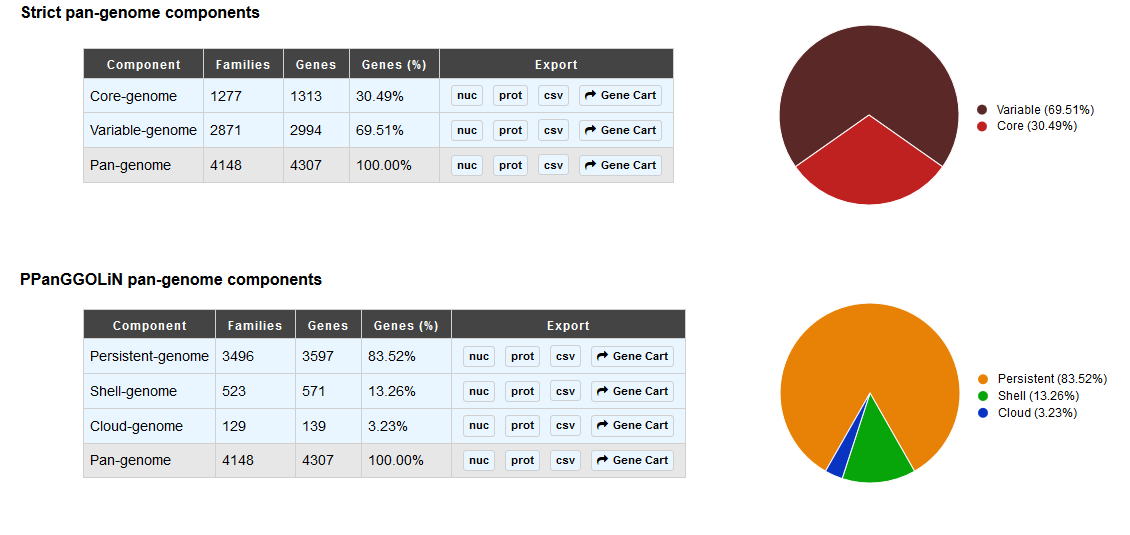 Strict pan-genome components
Component Families Genes Genes (%) Export
Core-genome 1277 1313 30.49% nuc prot csv Gene Cart
Variable-genome 2871 2994 69.51% nuc prot csv Gene Cart
Pan-genome 4148 4307 100.00% nuc prot csv Gene Cart
Variable (69.51%)
Core (30.49%)
PPanGGOLiN pan-genome components
Component Families Genes Genes (%) Export
Persistent-genome 3496 3597 83.52% nuc prot csv Gene Cart
Shell-genome 523 571 13.26% nuc prot csv Gene Cart
Cloud-genome 129 139 3.23% nuc prot csv Gene Cart
Pan-genome 4148 4307 100.00% nuc prot csv Gene Cart
Persistent (83.52%)
Shell (13.26%)
Cloud (3.23%)